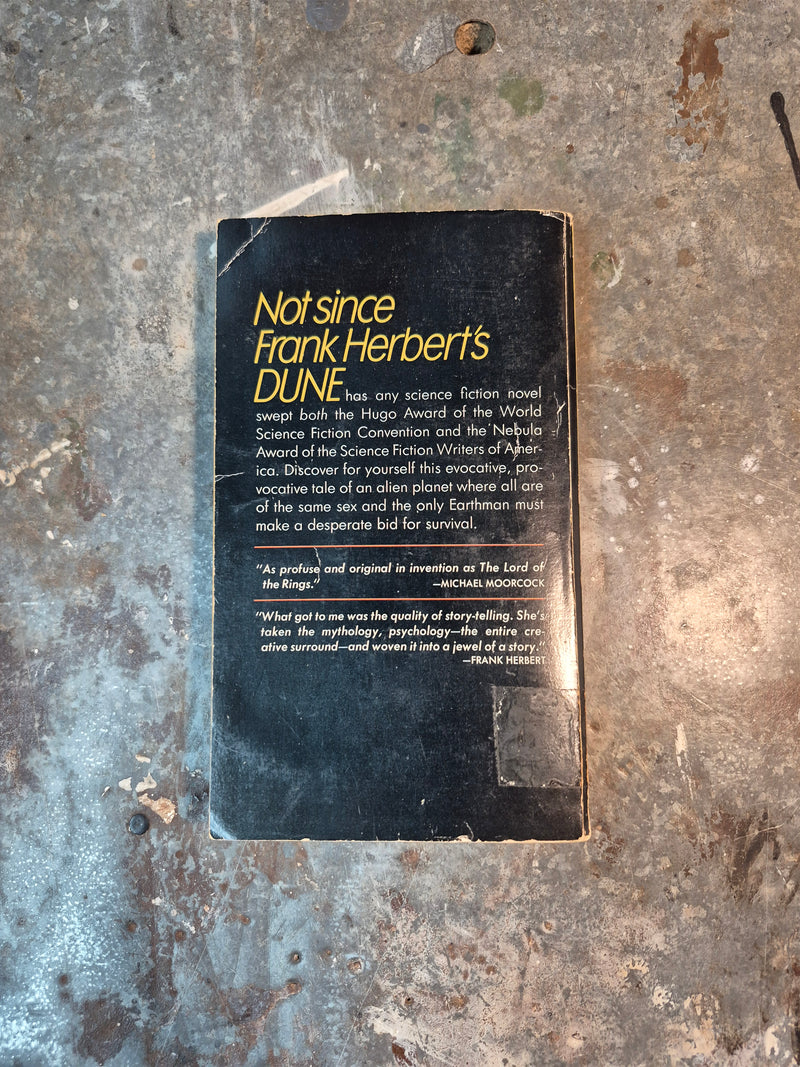 Not since
Frank Herbert's
DUNE has any science fiction novel
swept both the Hugo Award of the World
Science Fiction Convention and the Nebula
Award of the Science Fiction Writers of Amer-
ica. Discover for yourself this evocative, pro-
vocative tale of an alien planet where all are
of the same sex and the only Earthman must
make a desperate bid for survival.
"As profuse and original in invention as The Lord of
the Rings." —MICHAEL MOORCOCK
"What got to me was the quality of story-telling. She's
taken the mythology, psychology—the entire cre-
ative surround—and woven it into a jewel of a story."
—FRANK HERBERT